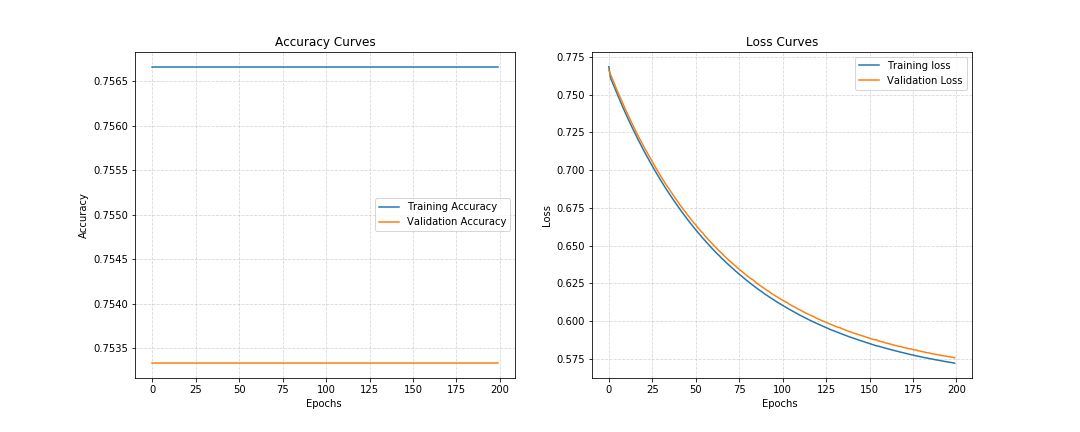 Accuracy Curves
0.7565
0.7560
0.7555
0.7550
0.7545
0.7540
0.7535
Accuracy
Training Accuracy
Validation Accuracy
0 25 50 75 100 125 150 175 200
Epochs
Loss Curves
0.775
0.750
0.725
0.700
0.675
0.650
0.625
0.600
0.575
Loss
Training loss
Validation Loss
0 25 50 75 100 125 150 175 200
Epochs